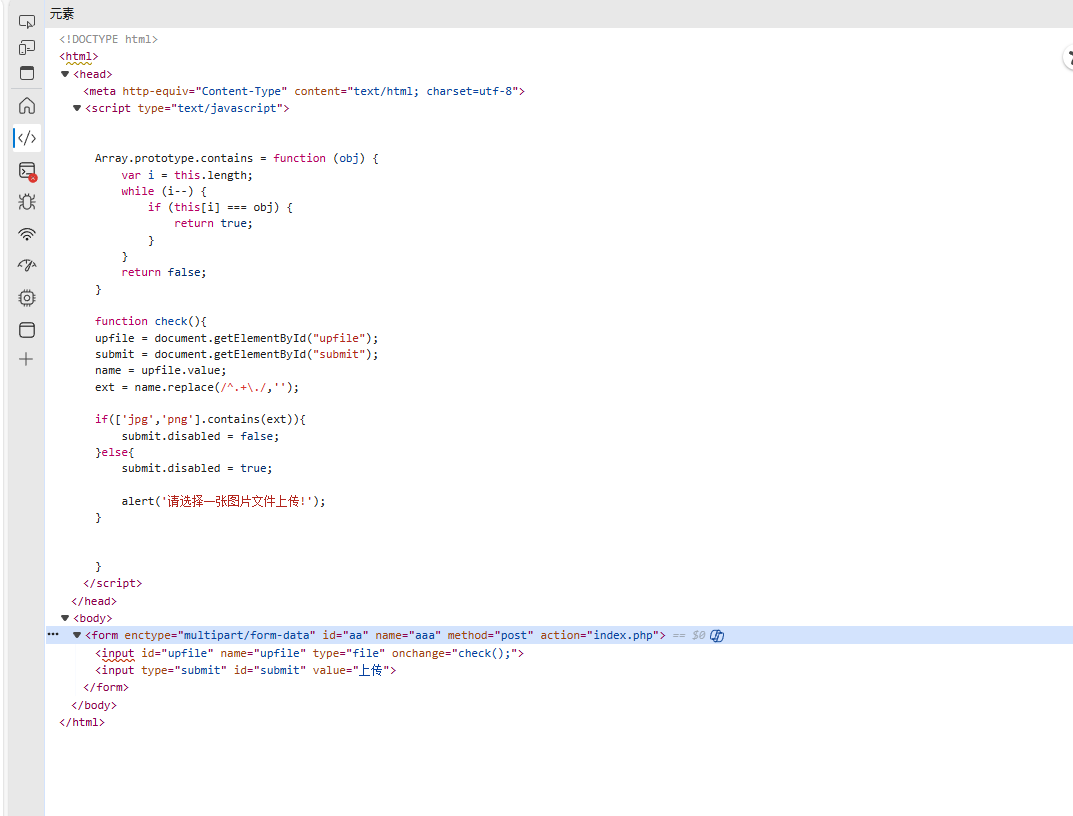 元素
<!DOCTYPE html>
<html>
<head>
<meta http-equiv="Content-Type" content="text/html; charset=utf-8">
<script type="text/javascript">
Array.prototype.contains = function (obj) {
var i = this.length;
while (i--) {
if (this[i] === obj) {
return true;
}
}
return false;
}
function check(){
upfile = document.getElementById("upfile");
submit = document.getElementById("submit");
name = upfile.value;
ext = name.replace(/^.+\./,'');
if(['jpg','png'].contains(ext)){
submit.disabled = false;
}else{
submit.disabled = true;
alert('请选择一张图片文件上传!');
}
}
</script>
</head>
<body>
<form enctype="multipart/form-data" id="aa" name="aaa" method="post" action="index.php"> == $0
<input id="upfile" name="upfile" type="file" onchange="check();">
<input type="submit" id="submit" value="上传">
</form>
</body>
</html>